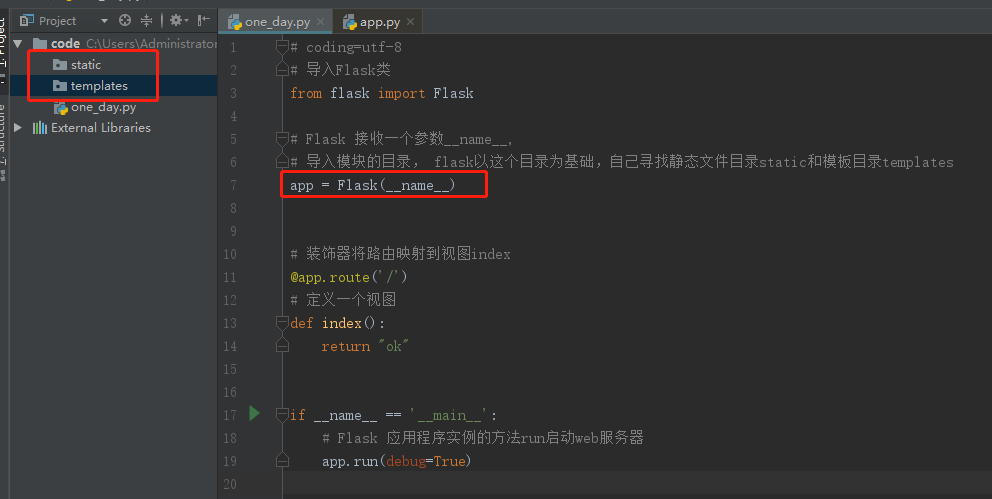 Project
one_day.py
app.py
code C:\Users\Administrator
static
templates
one_day.py
External Libraries
1 # coding=utf-8
2 # 导入Flask类
3 from flask import Flask
4
5 # Flask 接收一个参数__name__,
6 # 导入模块的目录, flask以这个目录为基础,自己寻找静态文件目录static和模板目录templates
7 app = Flask(__name__)
8
9
10 # 装饰器将路由映射到视图index
11 @app.route('/')
12 # 定义一个视图
13 def index():
14 return "ok"
15
16
17 if __name__ == '__main__':
18 # Flask 应用程序实例的方法run启动web服务器
19 app.run(debug=True)
20